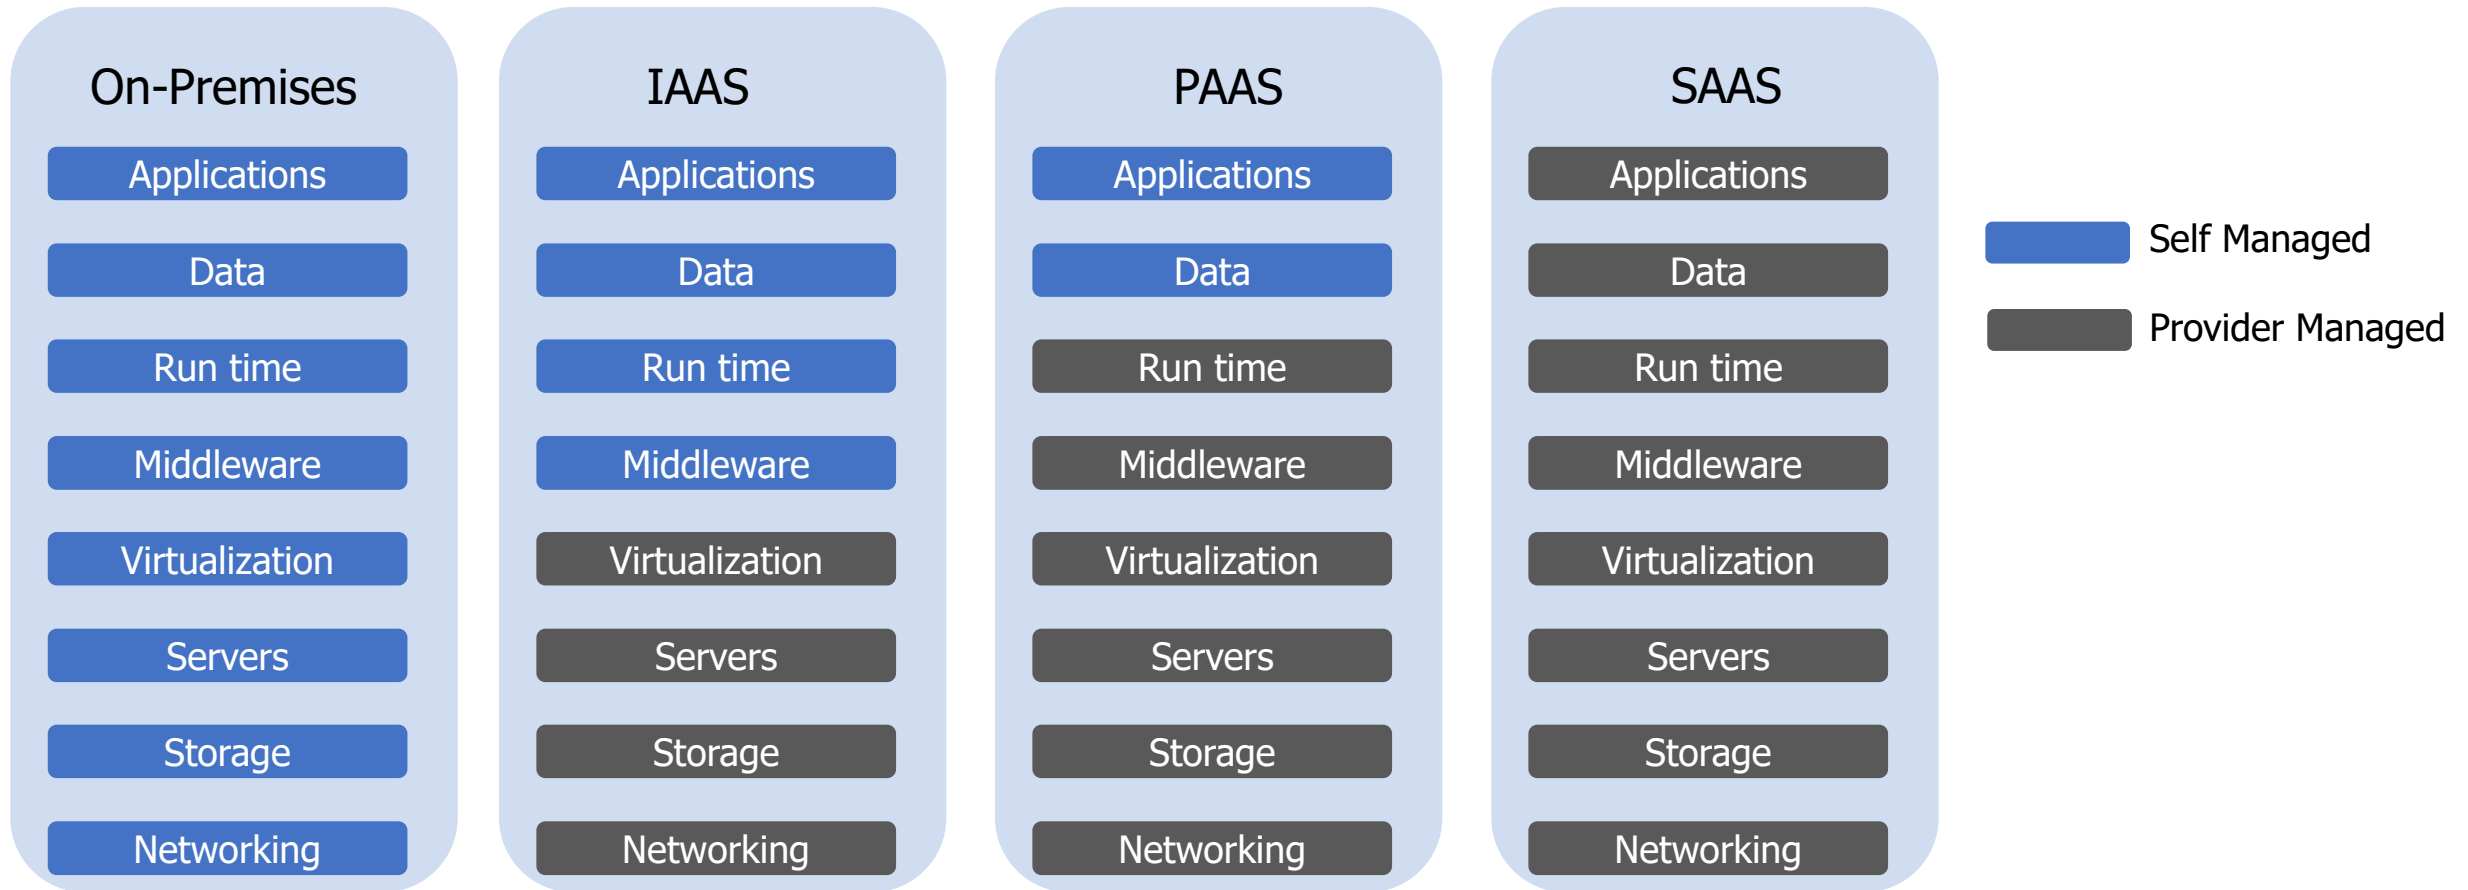 On-Premises
Applications
Data
Run time
Middleware
Virtualization
Servers
Storage
Networking
IAAS
Applications
Data
Run time
Middleware
Virtualization
Servers
Storage
Networking
PAAS
Applications
Data
Run time
Middleware
Virtualization
Servers
Storage
Networking
SAAS
Applications
Data
Run time
Middleware
Virtualization
Servers
Storage
Networking
Self Managed
Provider Managed